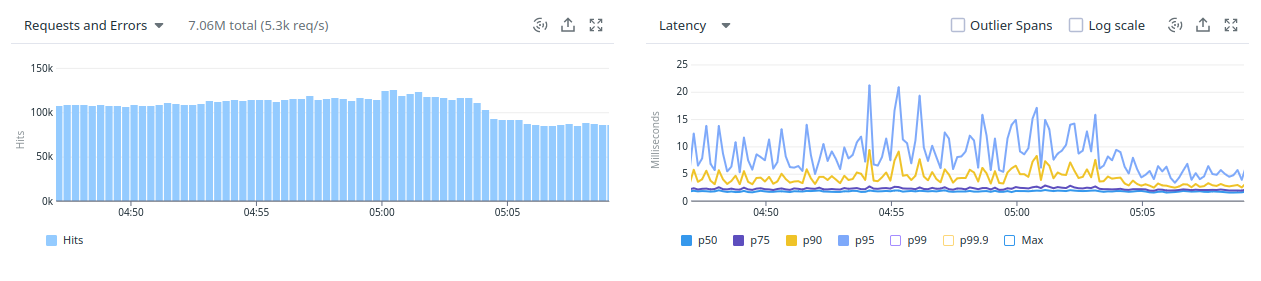 Requests and Errors 7.06M total (5.3k req/s)
150k
100k
50k
0k
Hits
04:50 04:55 05:00 05:05
Hits
Latency Outlier Spans Log scale
25
20
15
10
5
0
Milliseconds
04:50 04:55 05:00 05:05
p50 p75 p90 p95 p99 p99.9 Max